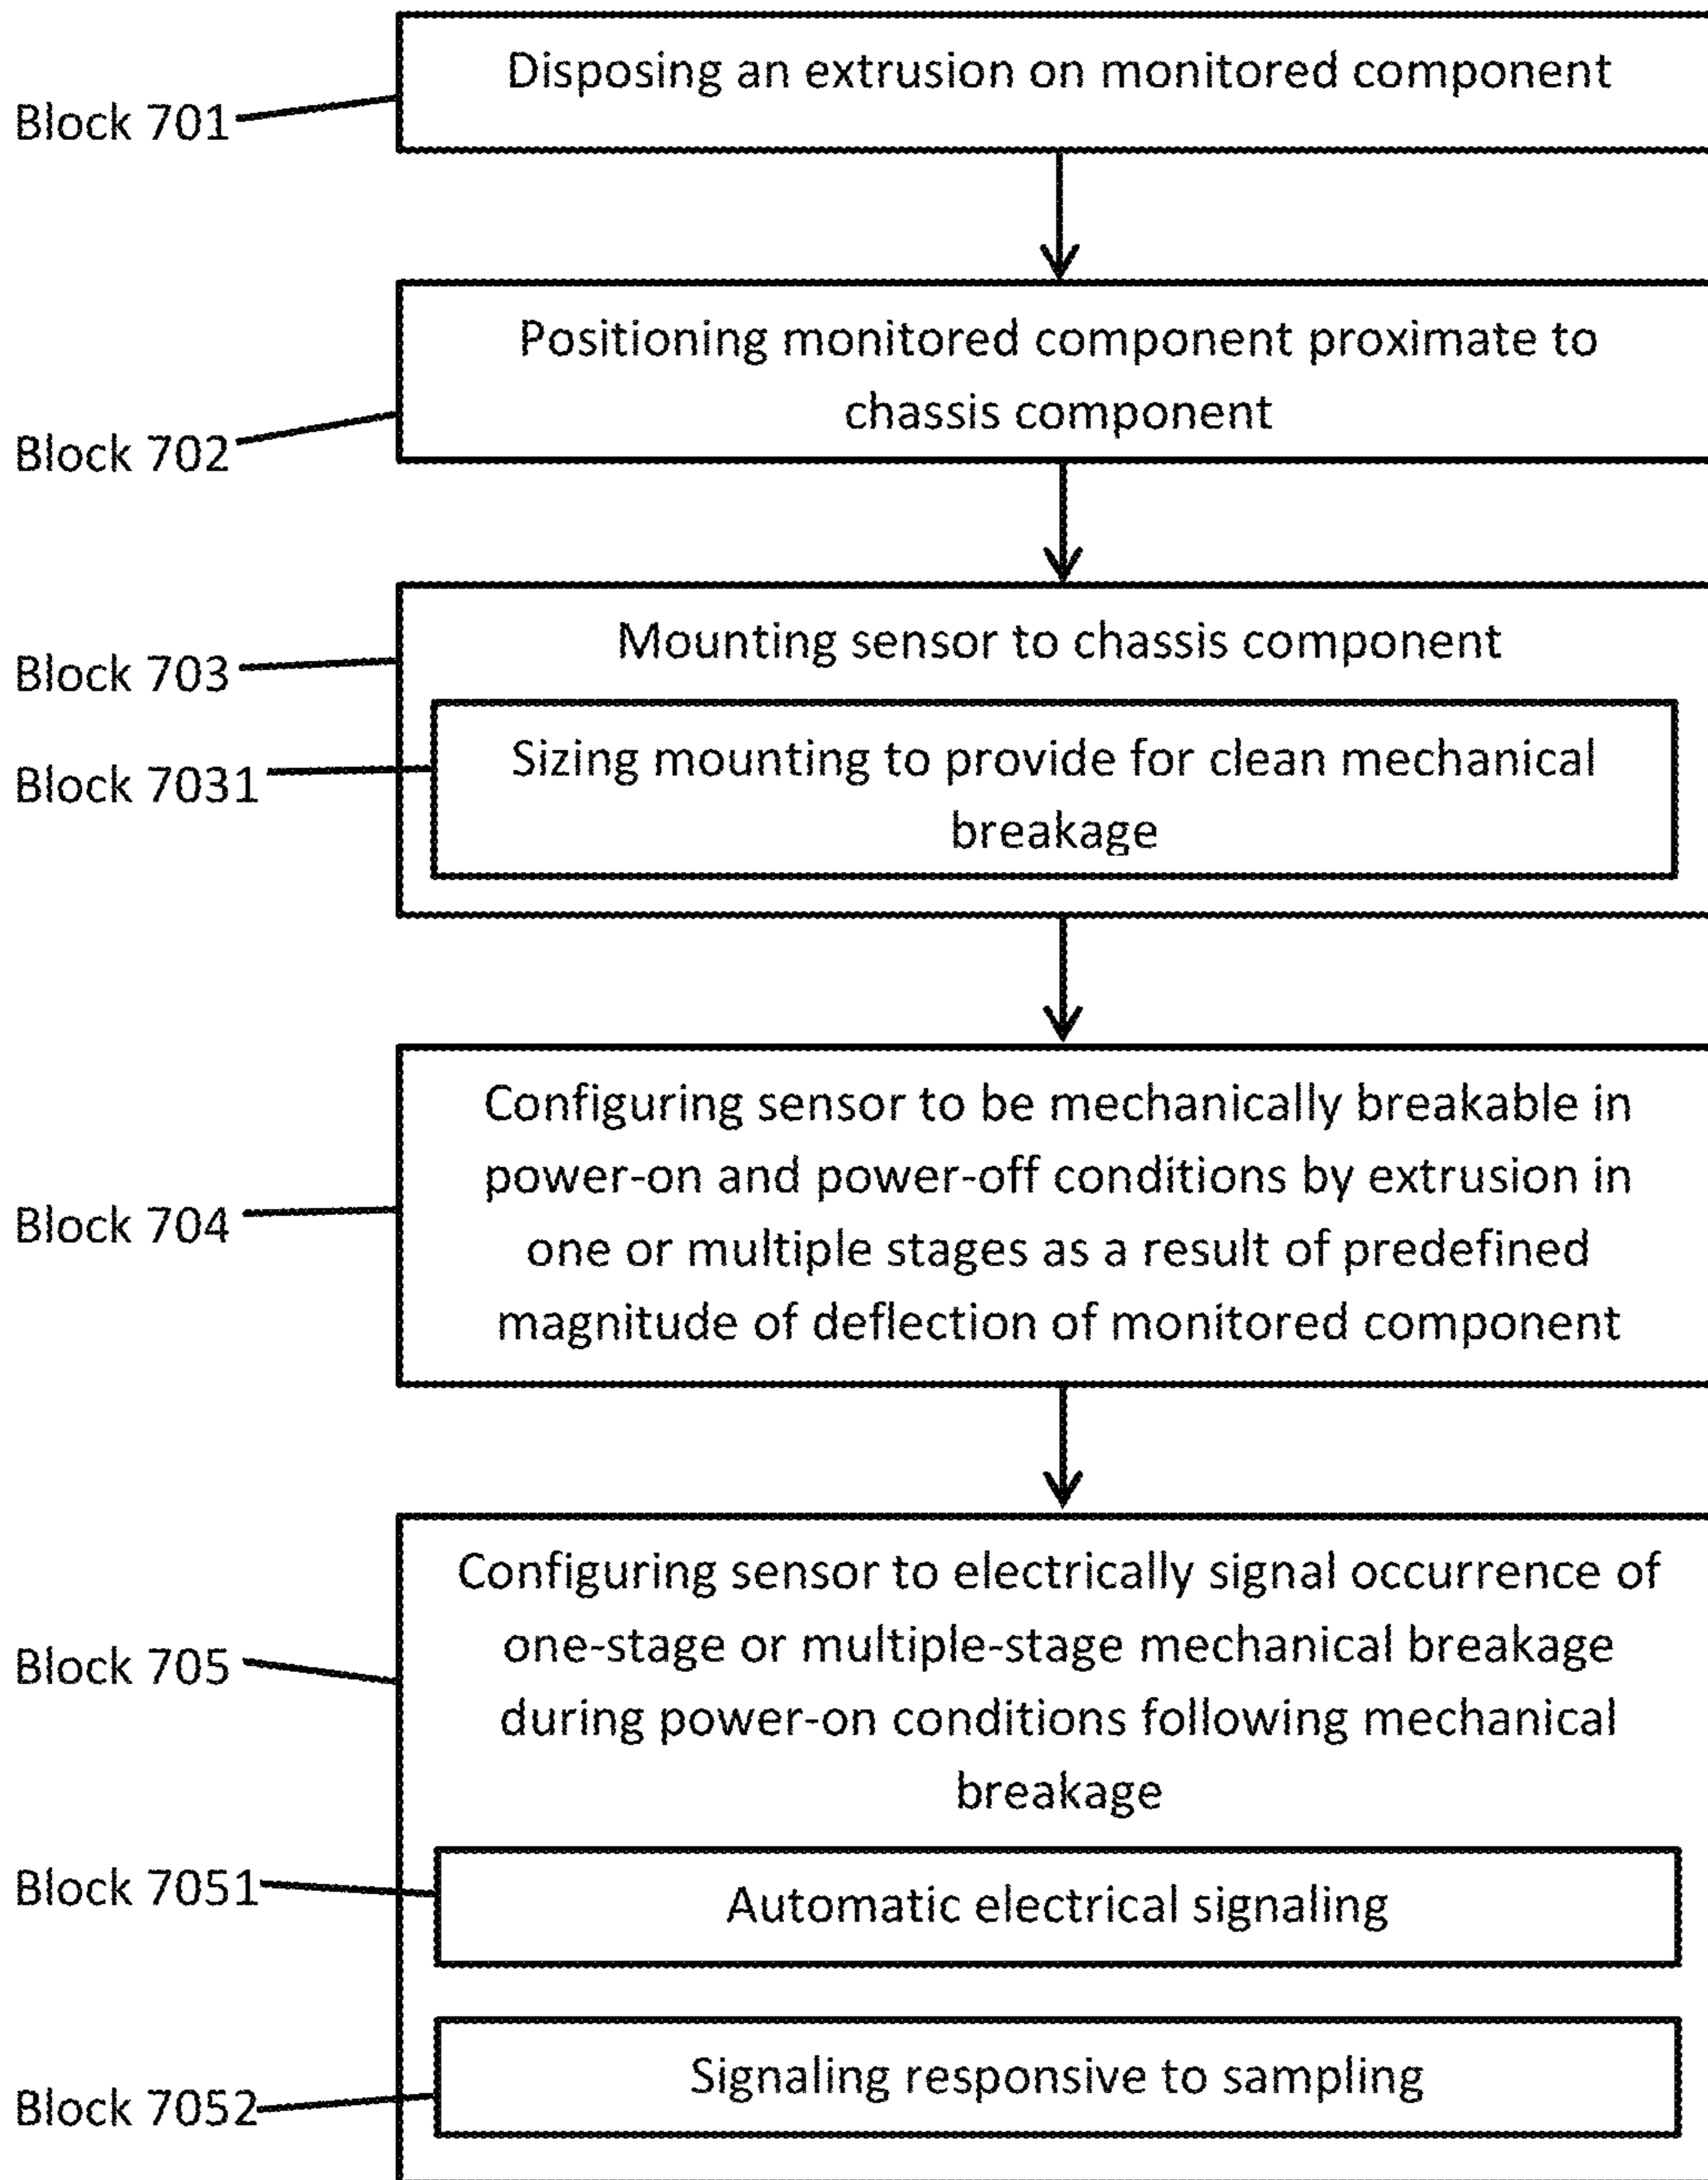 Disposing an extrusion on monitored component
Block 701
Positioning monitored component proximate to
chassis component
Block 702
Mounting sensor to chassis component
Block 703
Sizing mounting to provide for clean mechanical
breakage
Block 7031
Configuring sensor to be mechanically breakable in
power-on and power-off conditions by extrusion in
one or multiple stages as a result of predefined
magnitude of deflection of monitored component
Block 704
Configuring sensor to electrically signal occurrence of
one-stage or multiple-stage mechanical breakage
during power-on conditions following mechanical
breakage
Block 705
Automatic electrical signaling
Block 7051
Signaling responsive to sampling
Block 7052